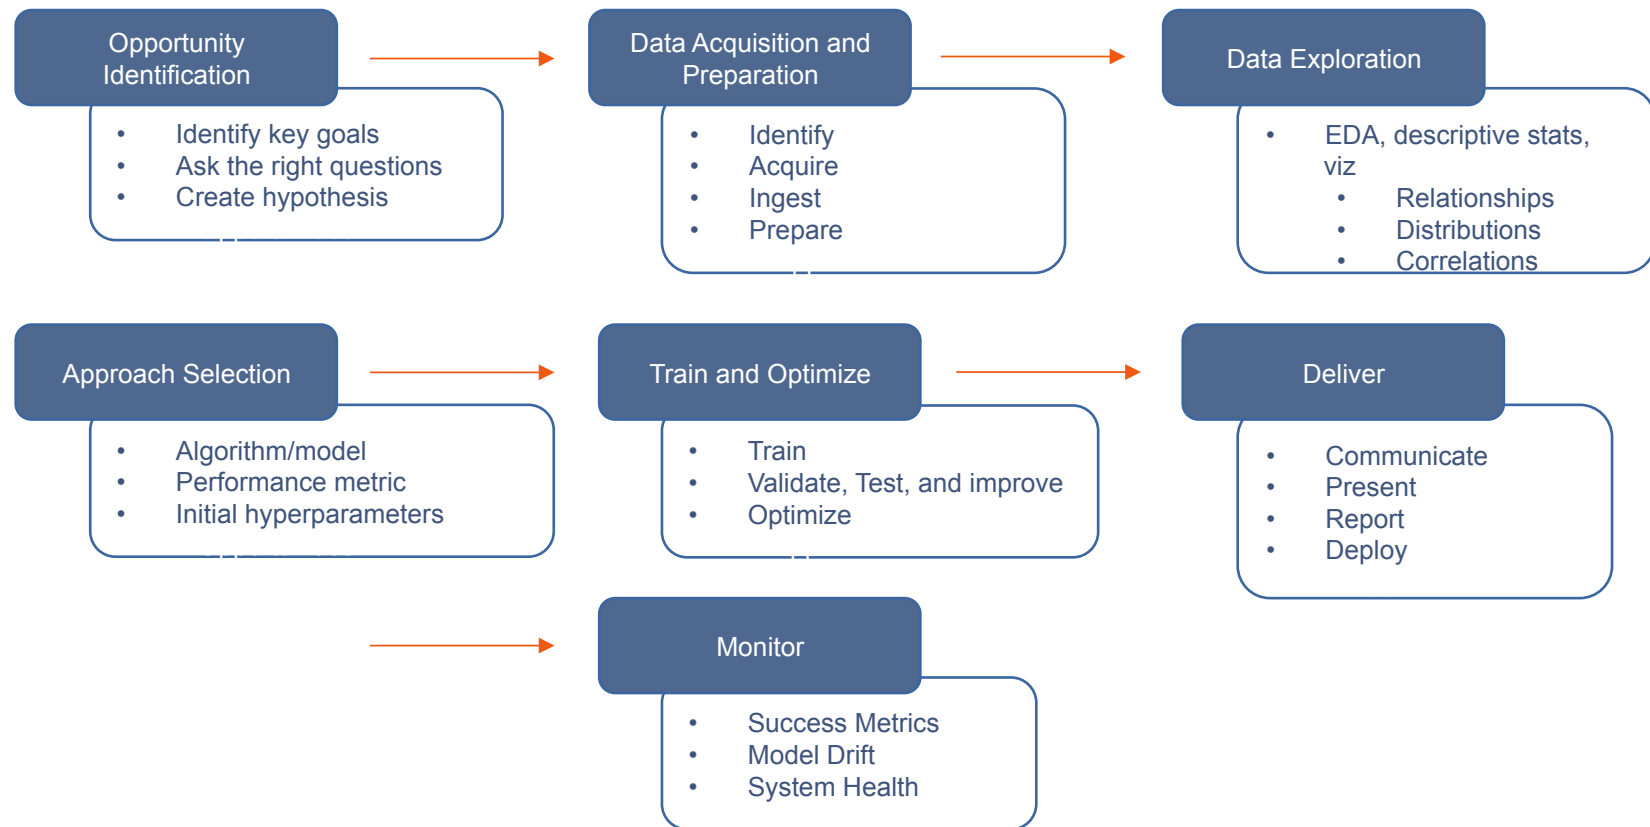 Opportunity
Identification
• Identify key goals
• Ask the right questions
• Create hypothesis
Data Acquisition and
Preparation
• Identify
• Acquire
• Ingest
• Prepare
Data Exploration
• EDA, descriptive stats,
viz
• Relationships
• Distributions
• Correlations
Approach Selection
• Algorithm/model
• Performance metric
• Initial hyperparameters
Train and Optimize
• Train
• Validate, Test, and improve
• Optimize
Deliver
• Communicate
• Present
• Report
• Deploy
Monitor
• Success Metrics
• Model Drift
• System Health